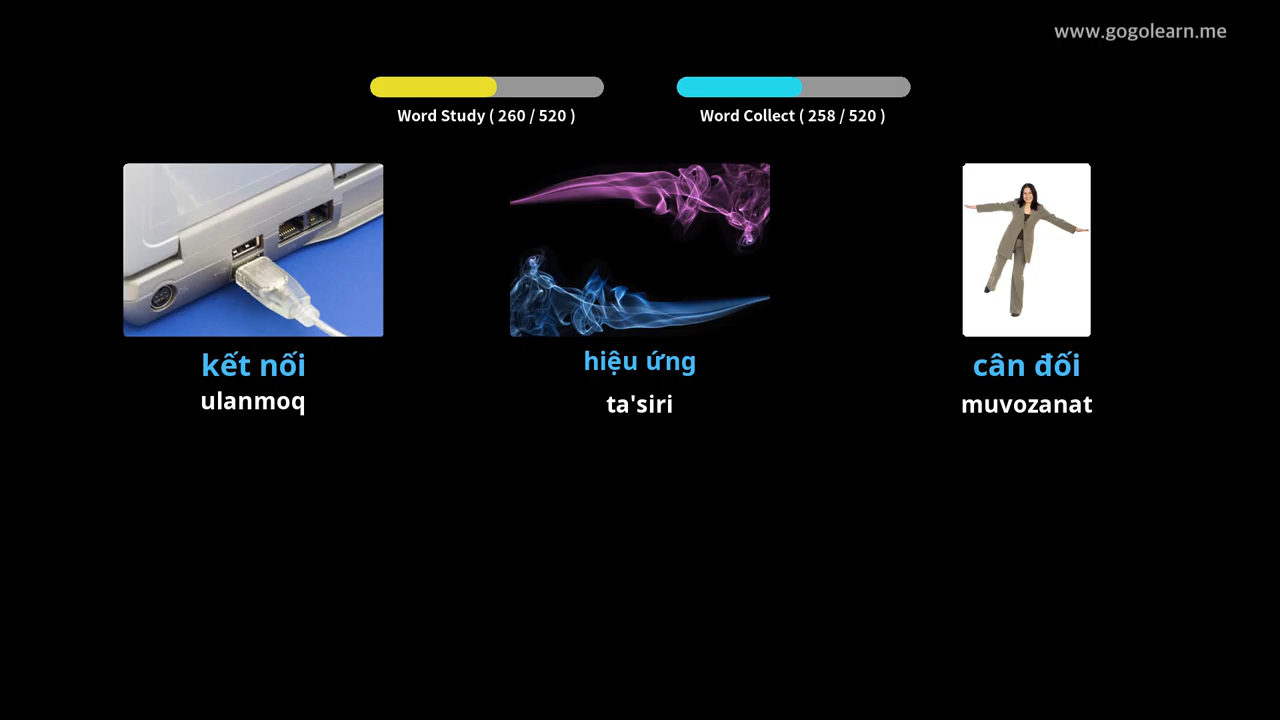 www.gogolearn.me
Word Study ( 260 / 520 )
Word Collect ( 258 / 520 )
kết nối
ulanmoq
hiệu ứng
ta'siri
cân đối
muvozanat